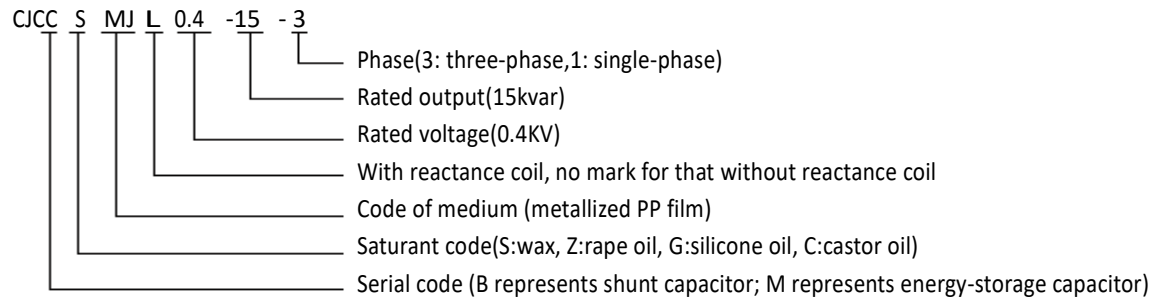 CJCC S MJ L 0.4 -15 - 3
Phase(3: three-phase,1: single-phase)
Rated output(15kvar)
Rated voltage(0.4KV)
With reactance coil, no mark for that without reactance coil
Code of medium (metallized PP film)
Saturant code(S:wax, Z:rape oil, G:silicone oil, C:castor oil)
Serial code (B represents shunt capacitor; M represents energy-storage capacitor)